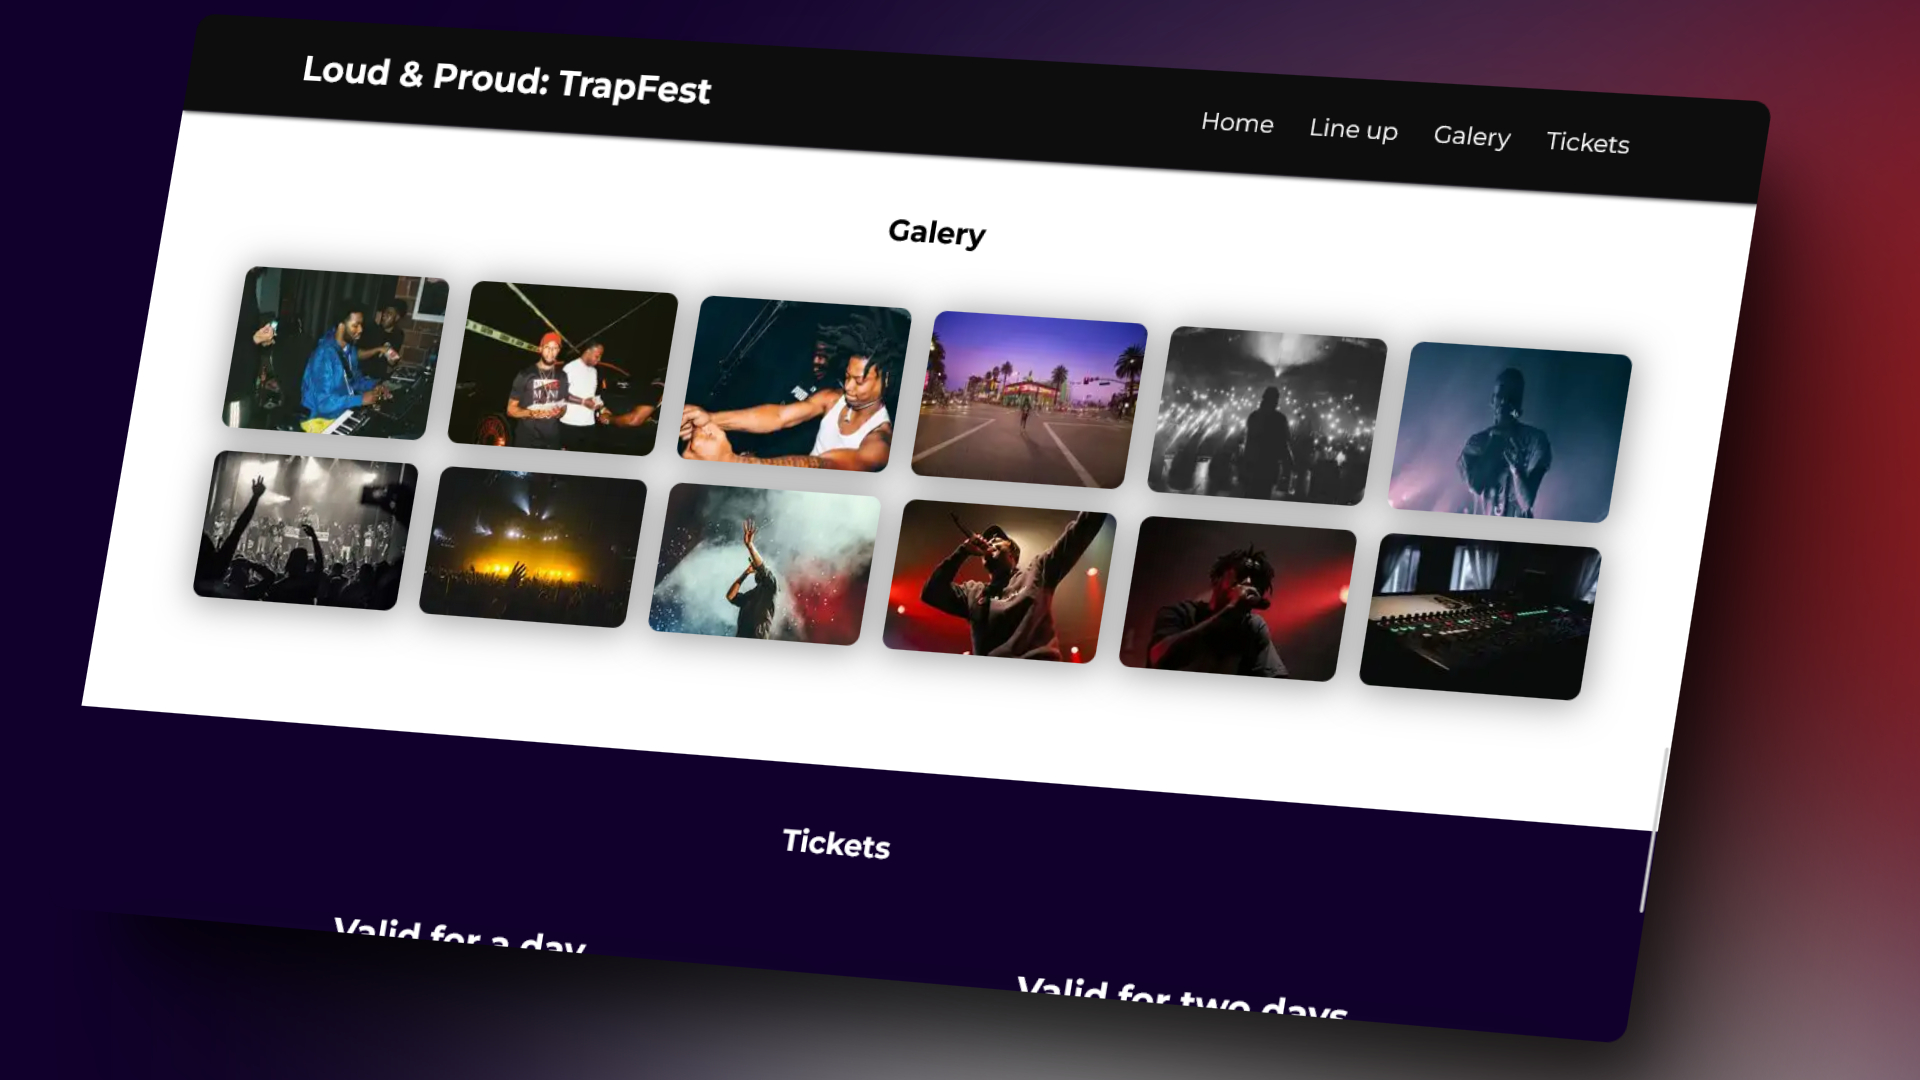 Loud & Proud: TrapFest
Home Line up Galery Tickets
Galery
Tickets
Valid for a day
Valid for two days